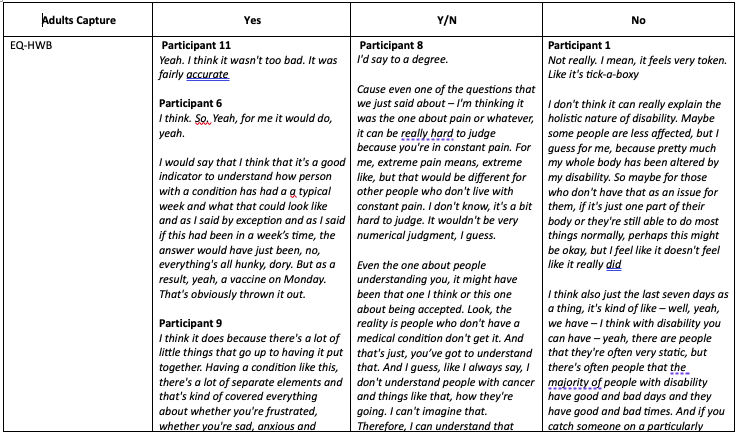 Adults Capture
Yes
Y/N
No
EQ-HWB
Participant 11
Yeah. I think it wasn't too bad. It was
fairly accurate
Participant 6
I think. So, Yeah, for me it would do,
yeah.
I would say that I think that it's a good
indicator to understand how person
with a condition has had a g typical
week and what that could look like
and as I said by exception and as I said
if this had been in a week's time, the
answer would have just been, no,
everything's all hunky, dory. But as a
result, yeah, a vaccine on Monday.
That's obviously thrown it out.
Participant 9
I think it does because there's a lot of
little things that go up to having it put
together. Having a condition like this,
there's a lot of separate elements and
that's kind of covered everything
about whether you're frustrated,
whether you're sad, anxious and
Participant 8
I'd say to a degree.
Cause even one of the questions that
we just said about – I'm thinking it
was the one about pain or whatever,
it can be really hard to judge
because you're in constant pain. For
me, extreme pain means, extreme
like, but that would be different for
other people who don't live with
constant pain. I don't know, it's a bit
hard to judge. It wouldn't be very
numerical judgment, I guess.
Even the one about people
understanding you, it might have
been that one I think or this one
about being accepted. Look, the
reality is people who don't have a
medical condition don't get it. And
that's just, you've got to understand
that. And I guess, like I always say, I
don't understand people with cancer
and things like that, how they're
going. I can't imagine that.
Therefore, I can understand that
Participant 1
Not really. I mean, it feels very token.
Like it's tick-a-boxy
I don't think it can really explain the
holistic nature of disability. Maybe
some people are less affected, but I
guess for me, because pretty much
my whole body has been altered by
my disability. So maybe for those
who don't have that as an issue for
them, if it's just one part of their
body or they're still able to do most
things normally, perhaps this might
be okay, but I feel like it doesn't feel
like it really did
I think also just the last seven days as
a thing, it's kind of like – well, yeah,
we have – I think with disability you
can have – yeah, there are people
that they're often very static, but
there's often people that the
majority of people with disability
have good and bad days and they
have good and bad times. And if you
catch someone on a particularly